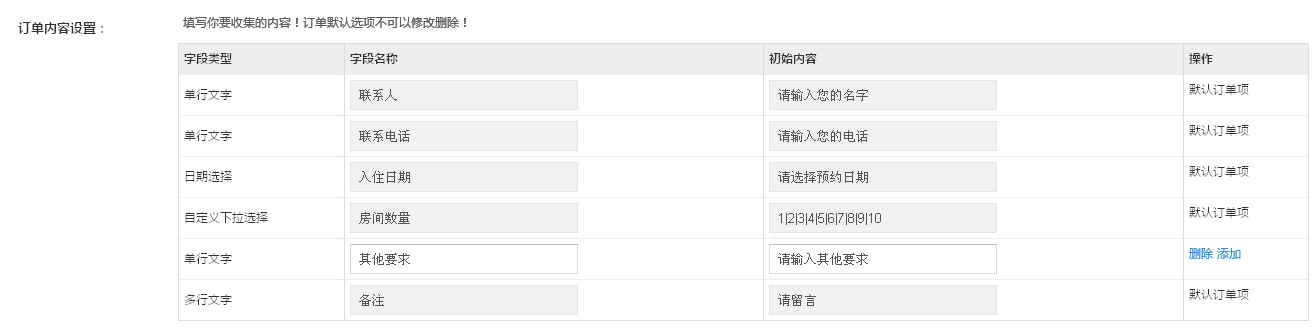 订单内容设置：
填写你要收集的内容！订单默认选项不可以修改删除！
字段类型 字段名称 初始内容 操作
单行文字 联系人 请输入您的名字 默认订单项
单行文字 联系电话 请输入您的电话 默认订单项
日期选择 入住日期 请选择预约日期 默认订单项
自定义下拉选择 房间数量 1|2|3|4|5|6|7|8|9|10 默认订单项
单行文字 其他要求 请输入其他要求 删除 添加
多行文字 备注 请留言 默认订单项